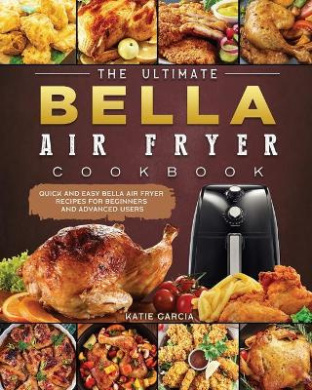 THE ULTIMATE
BELLA
AIR FRYER
COOKBOOK
QUICK AND EASY BELLA AIR FRYER
RECIPES FOR BEGINNERS
AND ADVANCED USERS
KATIE GARCIA